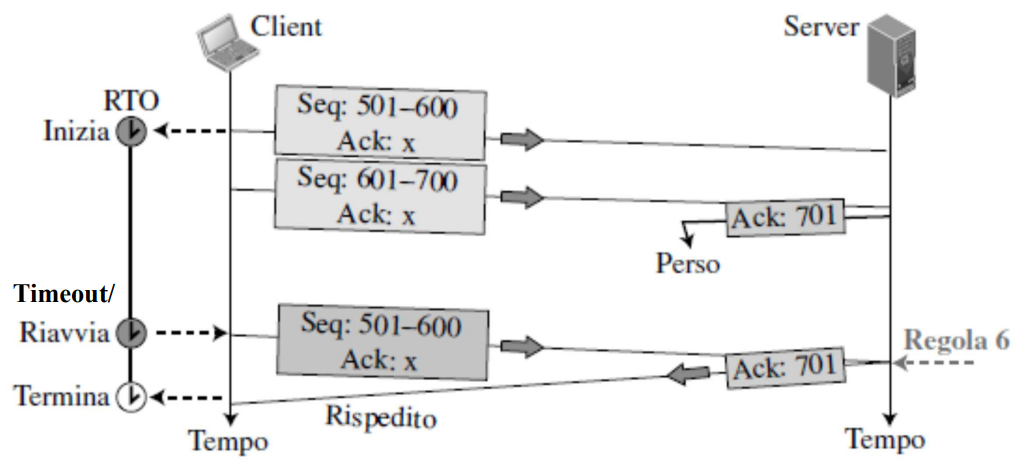 Client
Server
RTO
Inizia
Seq: 501–600
Ack: x
Seq: 601–700
Ack: x
Ack: 701
Perso
Timeout/
Riavvia
Seq: 501–600
Ack: x
Regola 6
Ack: 701
Termina
Rispedito
Tempo
Tempo